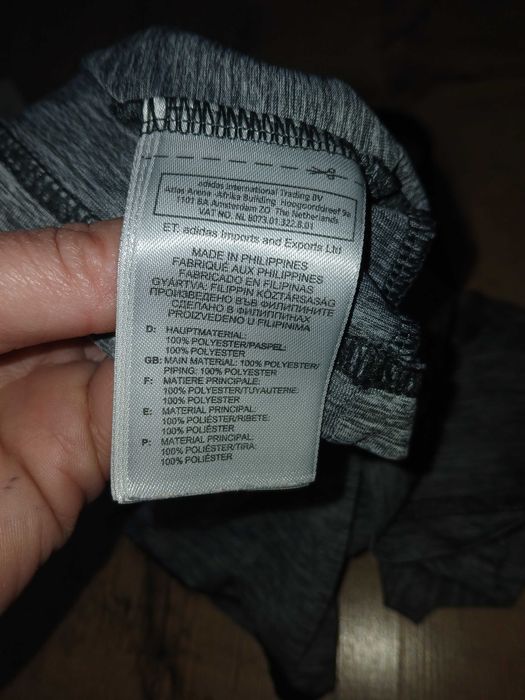 adidas International Trading BV
Atlas Arena -Afrika Building Hoogoorddreef 9a
1101 BA Amsterdam ZO The Netherlands
VAT NO. NL 8073.01.322.B.01
ET. adidas Imports and Exports Ltd
MADE IN PHILIPPINES
FABRIQUÉ AUX PHILIPPINES
FABRICADO EN FILIPINAS
GYÁRTVA: FILIPPIN KÖZTÁRSASÁG
ПРОИЗВЕДЕНО ВЪВ ФИЛИПИНИТЕ
СДЕЛАНО В ФИЛИППИНАХ
PROIZVEDENO U FILIPINIMA
D: HAUPTMATERIAL:
100% POLYESTER/PASPEL:
100% POLYESTER
GB: MAIN MATERIAL: 100% POLYESTER/
PIPING: 100% POLYESTER
F: MATIERE PRINCIPALE:
100% POLYESTER/TUYAUTERIE:
100% POLYESTER
E: MATERIAL PRINCIPAL:
100% POLIÉSTER/RIBETE:
100% POLIÉSTER
P: MATERIAL PRINCIPAL:
100% POLIÉSTER/TIRA:
100% POLIÉSTER